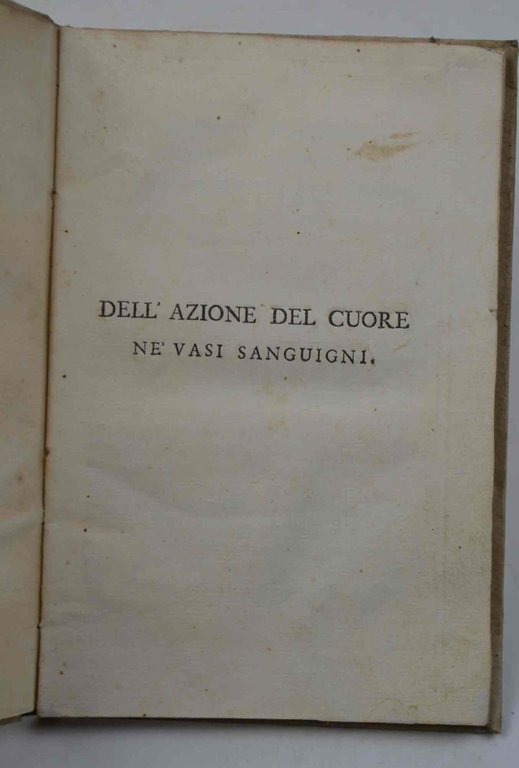 DELL' AZIONE DEL CUORE
NE' VASI SANGUIGNI.